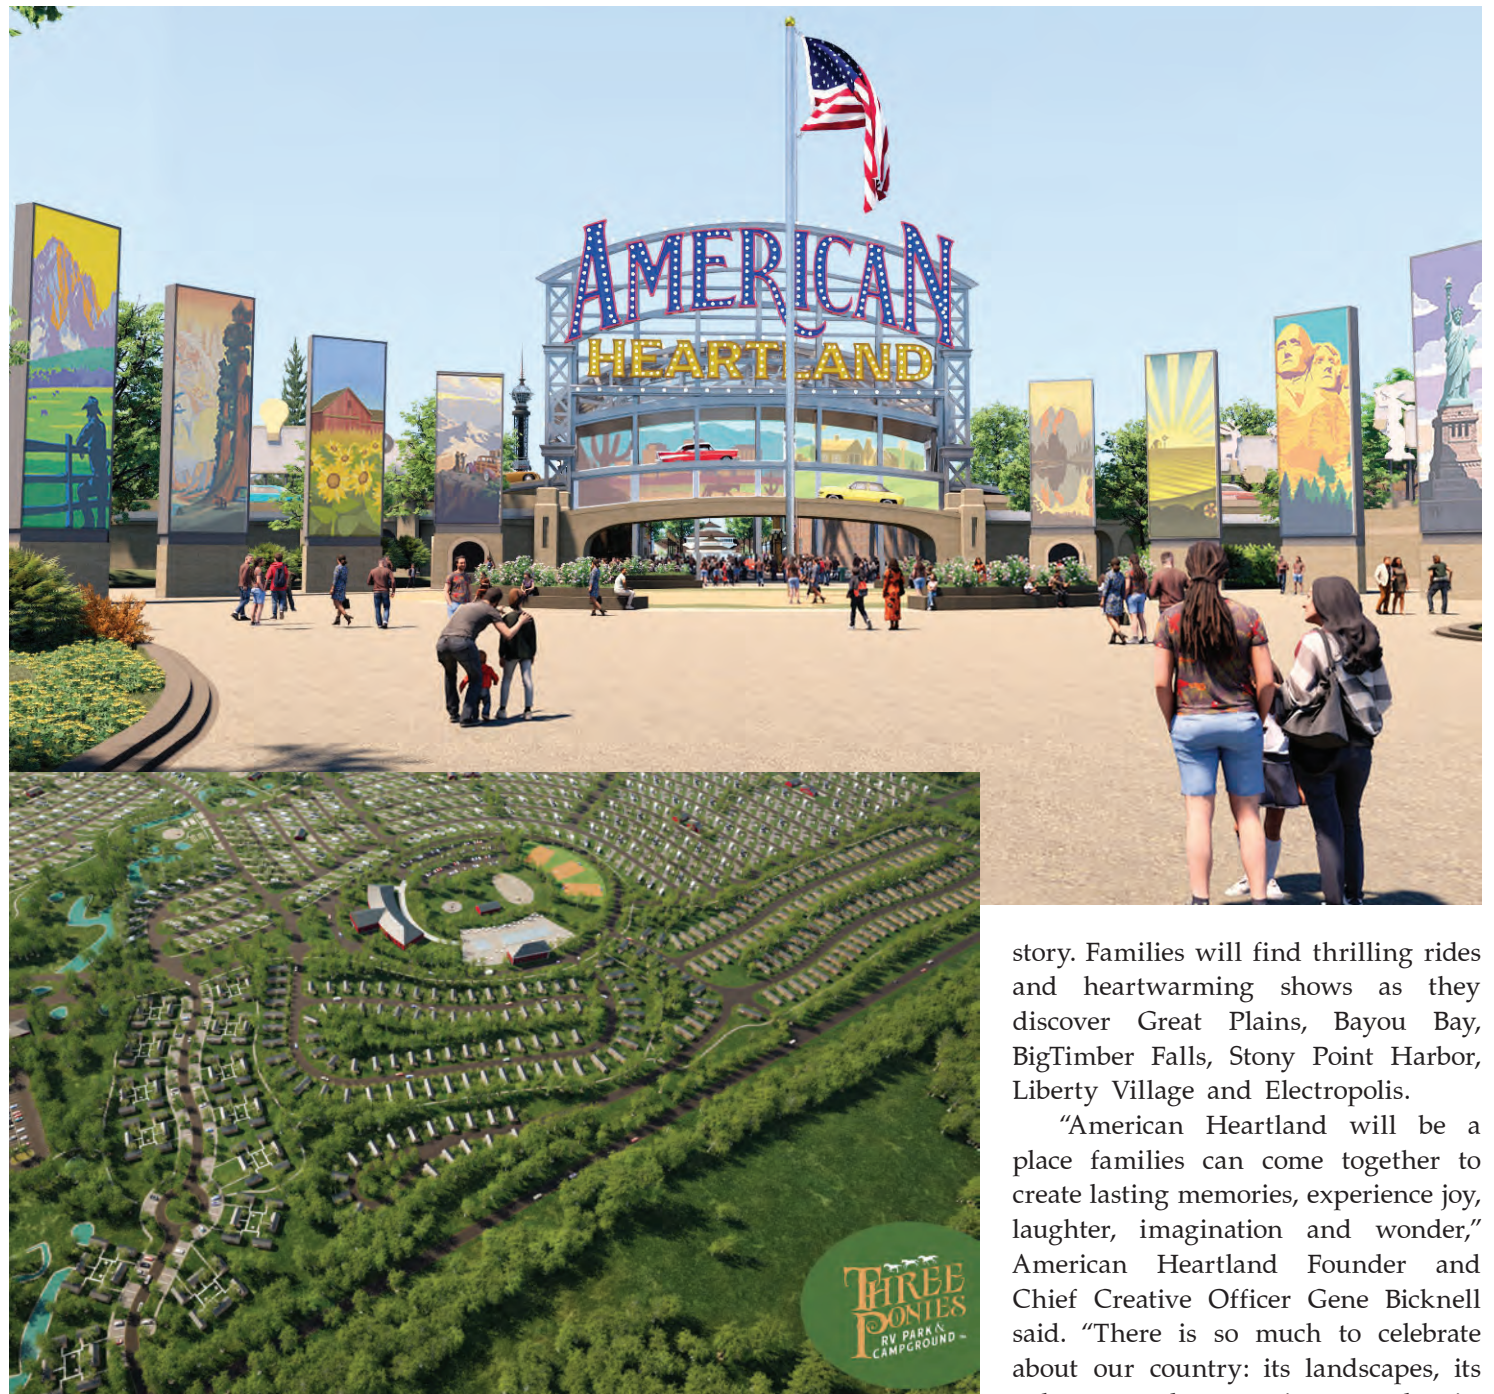 AMERICAN
HEARTLAND
THREE
PONIES
RV PARK &
CAMPGROUND
story. Families will find thrilling rides
and heartwarming shows as they
discover Great Plains, Bayou Bay,
BigTimber Falls, Stony Point Harbor,
Liberty Village and Electropolis.
“American Heartland will be a
place families can come together to
create lasting memories, experience joy,
laughter, imagination and wonder,”
American Heartland Founder and
Chief Creative Officer Gene Bicknell
said. “There is so much to celebrate
about our country: its landscapes, its